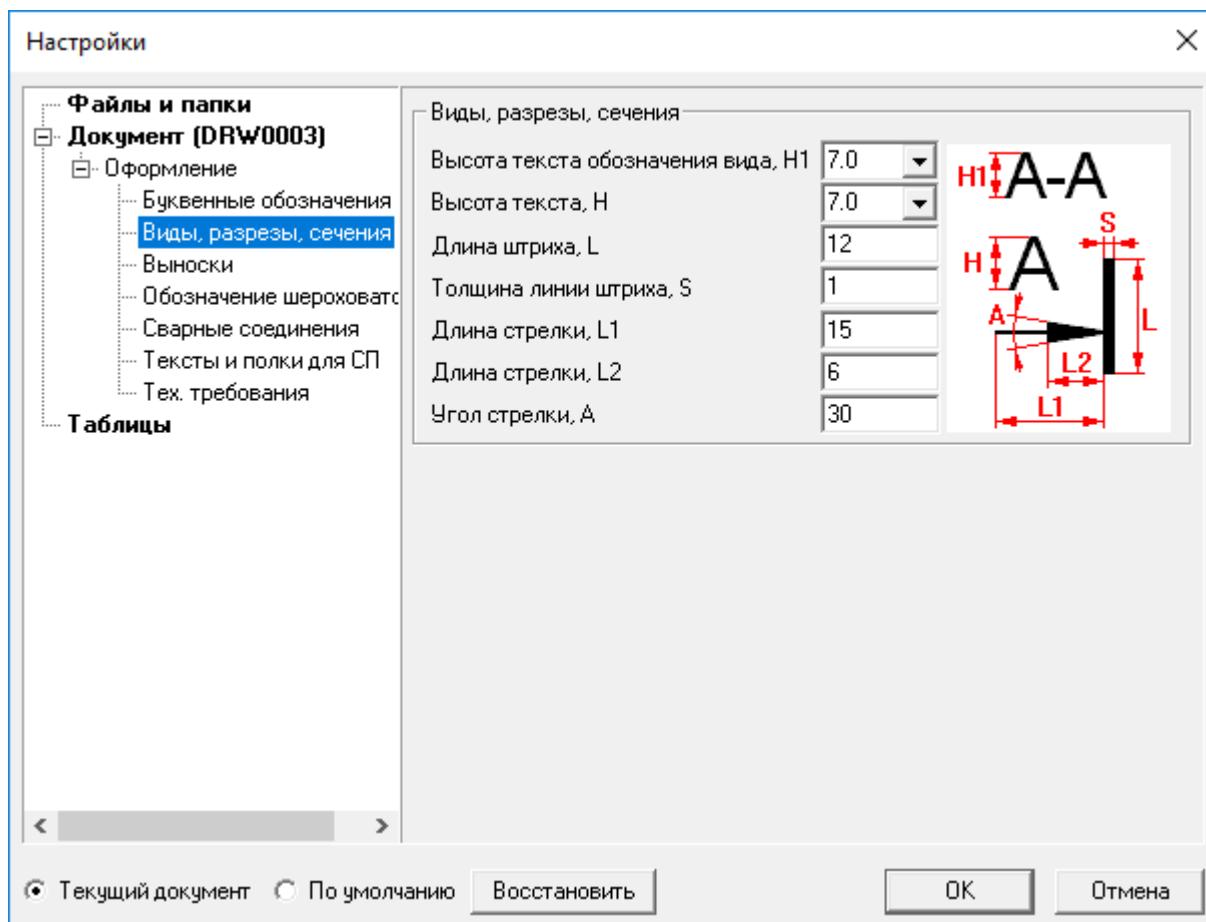 Настройки
Файлы и папки
Документ (DRW0003)
Оформление
Буквенные обозначения
Виды, разрезы, сечения
Выноски
Обозначение шероховатс
Сварные соединения
Тексты и полки для СП
Тех. требования
Таблицы
Виды, разрезы, сечения
Высота текста обозначения вида, H1 7.0
Высота текста, H 7.0
Длина штриха, L 12
Толщина линии штриха, S 1
Длина стрелки, L1 15
Длина стрелки, L2 6
Угол стрелки, A 30
H1 A-A
S
H A
A L
L2
L1
Текущий документ По умолчанию Восстановить OK Отмена